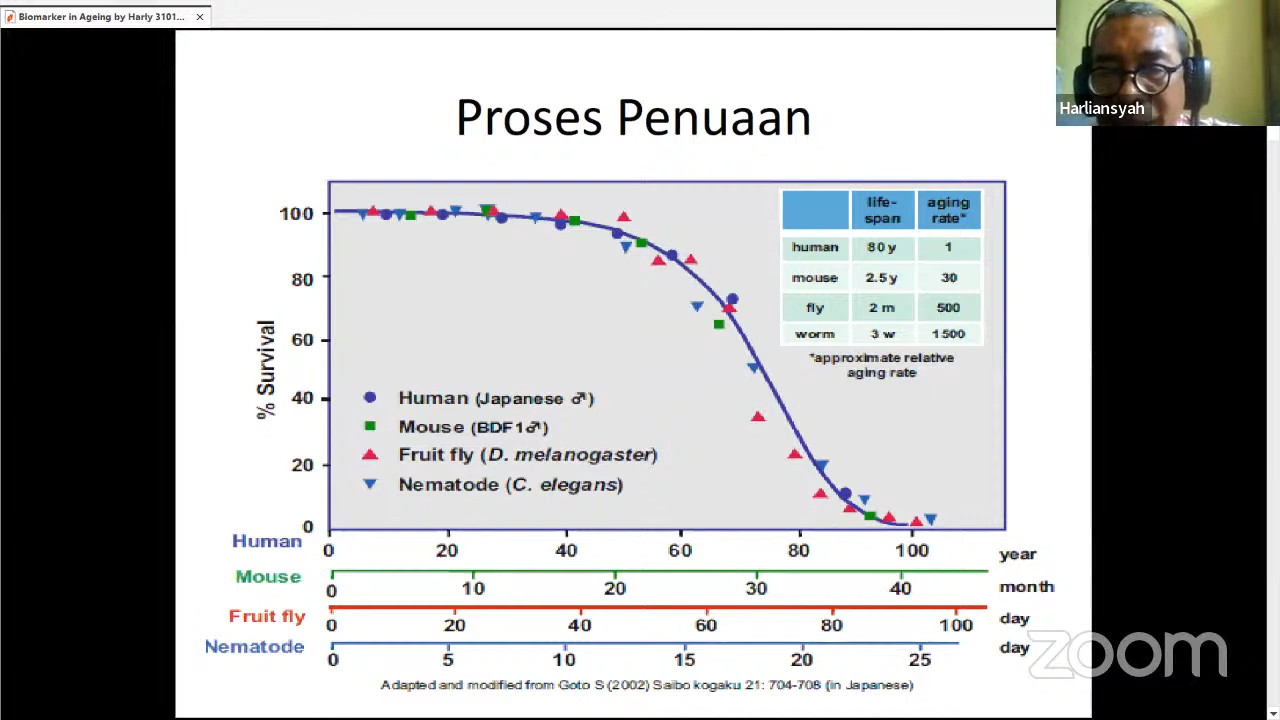 Biomarker in Ageing by Harly 3101...
Harliansyah
Proses Penuaan
100
80
60
40
20
0
% Survival
life-span aging rate*
human 80 y 1
mouse 2.5 y 30
fly 2 m 500
worm 3 w 1500
*approximate relative
aging rate
Human (Japanese ♂)
Mouse (BDF1♂)
Fruit fly (D. melanogaster)
Nematode (C. elegans)
Human 0 20 40 60 80 100 year
Mouse 0 10 20 30 40 month
Fruit fly 0 20 40 60 80 100 day
Nematode 0 5 10 15 20 25 day
zoom
Adapted and modified from Goto S (2002) Saibo kogaku 21: 704-708 (in Japanese)